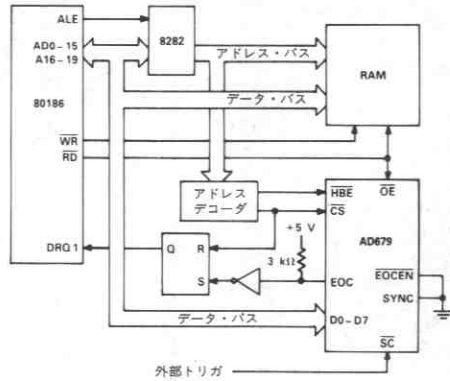 ALE
AD0-15
A16-19
80186
WR
RD
DRQ 1
8282
アドレス・バス
データ・バス
RAM
アドレス
デコーダ
HBE
OE
CS
+5 V
3 kΩ
AD679
Q
R
S
EOC
EOCEN
SYNC
データ・バス
D0-D7
SC
外部トリガ